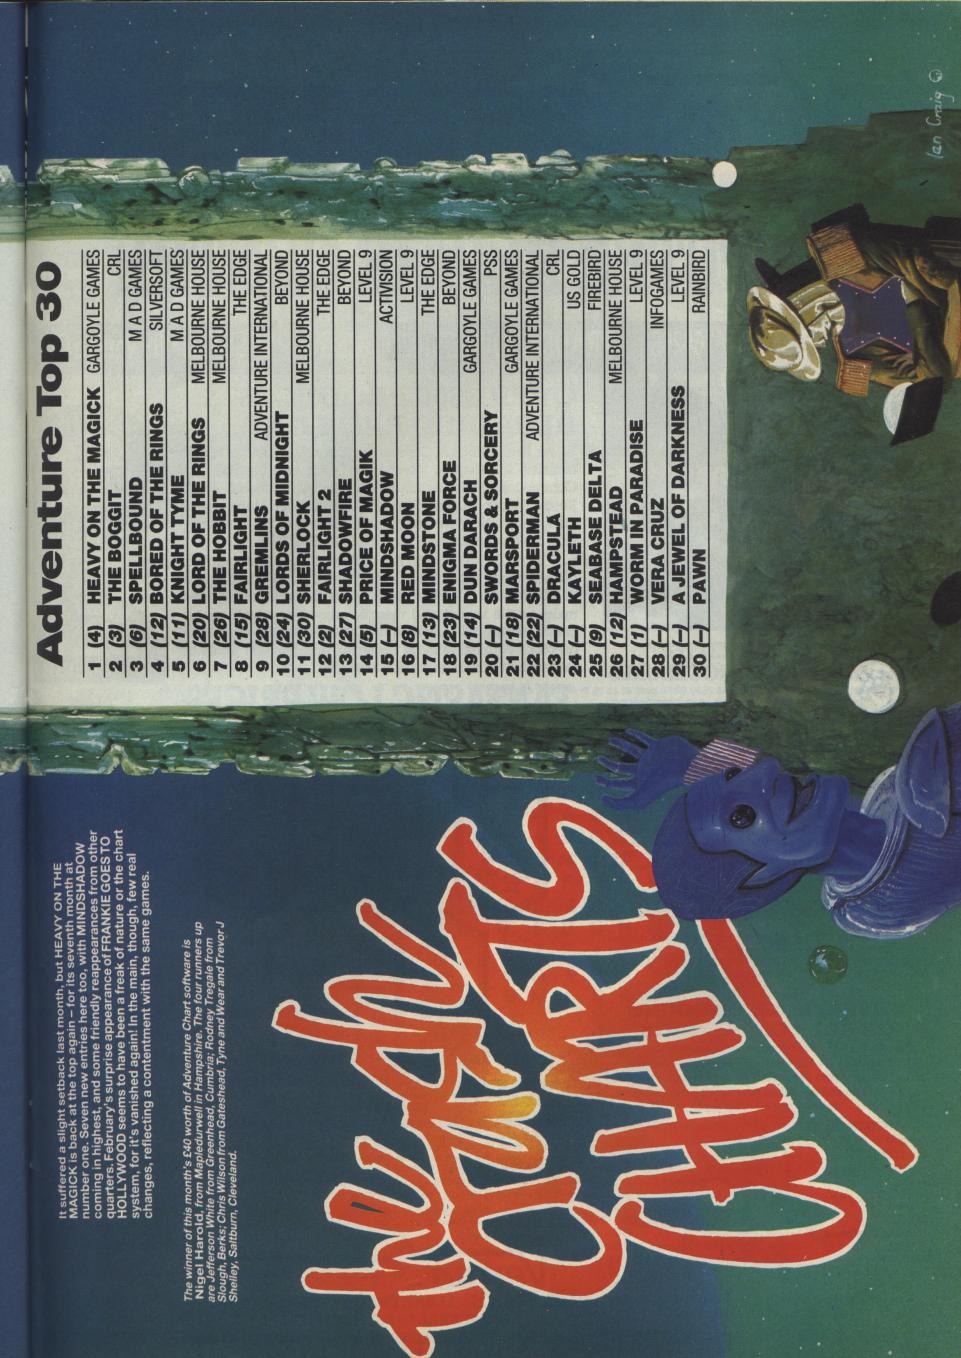 It suffered a slight setback last month, but HEAVY ON THE
MAGICK is back at the top again – for its seventh month at
number one. Seven new entries here too, with MINDSHADOW
coming in highest, and some friendly reappearances from other
quarters. February's surprise appearance of FRANKIE GOES TO
HOLLYWOOD seems to have been a freak of nature or the chart
system, for it's vanished again! In the main, though, few real
changes, reflecting a contentment with the same games.
The winner of this month's £40 worth of Adventure Chart software is
Nigel Harold, from Mapledurwell in Hampshire. The four runners up
are Jefferson White from Greenhead, Cumbria; Rodney Tregale from
Slough, Berks; Chris Wilson from Gateshead, Tyne and Wear and Trevor J
Shelley, Saltburn, Cleveland.
THE CRASH
CHARTS
Adventure Top 30
1 (4) HEAVY ON THE MAGICK GARGOYLE GAMES
2 (3) THE BOGGIT CRL
3 (6) SPELLBOUND M A D GAMES
4 (12) BORED OF THE RINGS SILVERSOFT
5 (11) KNIGHT TYME M A D GAMES
6 (20) LORD OF THE RINGS MELBOURNE HOUSE
7 (26) THE HOBBIT MELBOURNE HOUSE
8 (15) FAIRLIGHT THE EDGE
9 (28) GREMLINS ADVENTURE INTERNATIONAL
10 (24) LORDS OF MIDNIGHT BEYOND
11 (30) SHERLOCK MELBOURNE HOUSE
12 (2) FAIRLIGHT 2 THE EDGE
13 (27) SHADOWFIRE BEYOND
14 (5) PRICE OF MAGIK LEVEL 9
15 (–) MINDSHADOW ACTIVISION
16 (8) RED MOON LEVEL 9
17 (13) MINDSTONE THE EDGE
18 (23) ENIGMA FORCE BEYOND
19 (14) DUN DARACH GARGOYLE GAMES
20 (–) SWORDS & SORCERY PSS
21 (18) MARSPORT GARGOYLE GAMES
22 (22) SPIDERMAN ADVENTURE INTERNATIONAL
23 (–) DRACULA CRL
24 (–) KAYLETH US GOLD
25 (9) SEABASE DELTA FIREBIRD
26 (12) HAMPSTEAD MELBOURNE HOUSE
27 (1) WORM IN PARADISE LEVEL 9
28 (–) VERA CRUZ INFOGAMES
29 (–) A JEWEL OF DARKNESS LEVEL 9
30 (–) PAWN RAINBIRD
Ian Craig